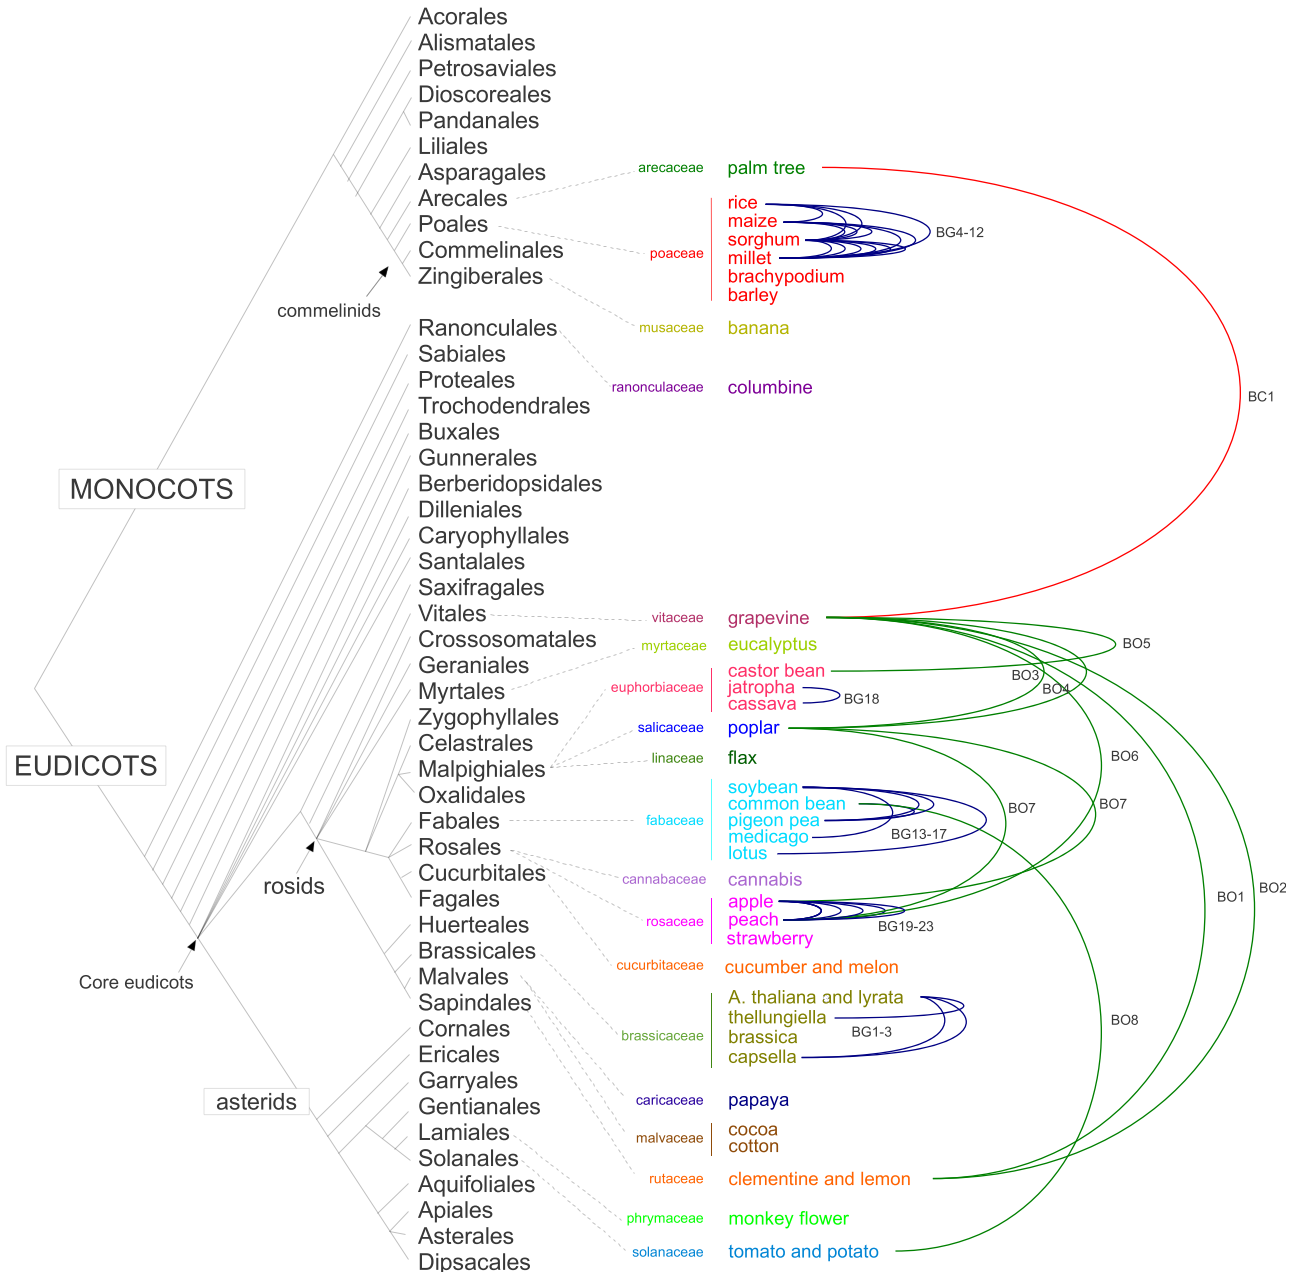 Acorales
Alismatales
Petrosaviales
Dioscoreales
Pandanales
Liliales
Asparagales
Arecales
Poales
Commelinales
Zingiberales
commelinids
MONOCOTS
Ranonculales
Sabiales
Proteales
Trochodendrales
Buxales
Gunnerales
Berberidopsidales
Dilleniales
Caryophyllales
Santalales
Saxifragales
Vitales
Crossosomatales
Geraniales
Myrtales
Zygophyllales
Celastrales
Malpighiales
Oxalidales
Fabales
Rosales
Cucurbitales
Fagales
Huerteales
Brassicales
Malvales
Sapindales
Cornales
Ericales
Garryales
Gentianales
Lamiales
Solanales
Aquifoliales
Apiales
Asterales
Dipsacales
EUDICOTS
rosids
Core eudicots
asterids
arecaceae
palm tree
poaceae
rice
maize
sorghum
millet
brachypodium
barley
BG4-12
musaceae
banana
ranonculaceae
columbine
BC1
vitaceae
grapevine
myrtaceae
eucalyptus
BO5
euphorbiaceae
castor bean
jatropha
cassava
BG18
BO3
BO4
salicaceae
poplar
linaceae
flax
BO6
fabaceae
soybean
common bean
pigeon pea
medicago
lotus
BG13-17
BO7
BO7
cannabaceae
cannabis
rosaceae
apple
peach
strawberry
BG19-23
BO1
BO2
cucurbitaceae
cucumber and melon
brassicaceae
A. thaliana and lyrata
thellungiella
brassica
capsella
BG1-3
BO8
caricaceae
papaya
malvaceae
cocoa
cotton
rutaceae
clementine and lemon
phrymaceae
monkey flower
solanaceae
tomato and potato